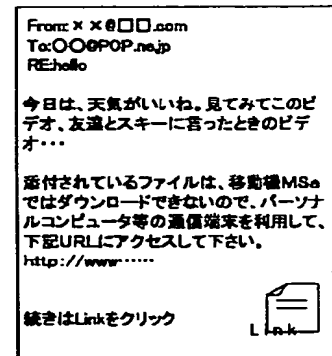 From: ××@□□.com
To:○○@POP.ne.jp
RE:hello
今日は、天気がいいね。見てみてこのビ
デオ、友達とスキーに言ったときのビデ
オ・・・
添付されているファイルは、移動機MSa
ではダウンロードできないので、パーソナ
ルコンピュータ等の通信端末を利用して、
下記URLにアクセスして下さい。
http://www……
続きはLinkをクリック
Link